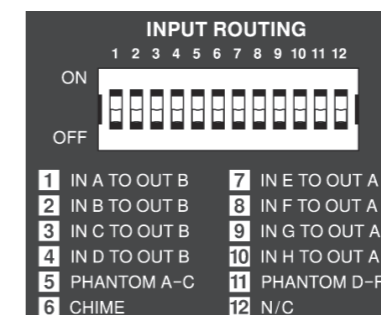 INPUT ROUTING
1 2 3 4 5 6 7 8 9 10 11 12
ON
OFF
1 IN A TO OUT B
2 IN B TO OUT B
3 IN C TO OUT B
4 IN D TO OUT B
5 PHANTOM A–C
6 CHIME
7 IN E TO OUT A
8 IN F TO OUT A
9 IN G TO OUT A
10 IN H TO OUT A
11 PHANTOM D–F
12 N/C